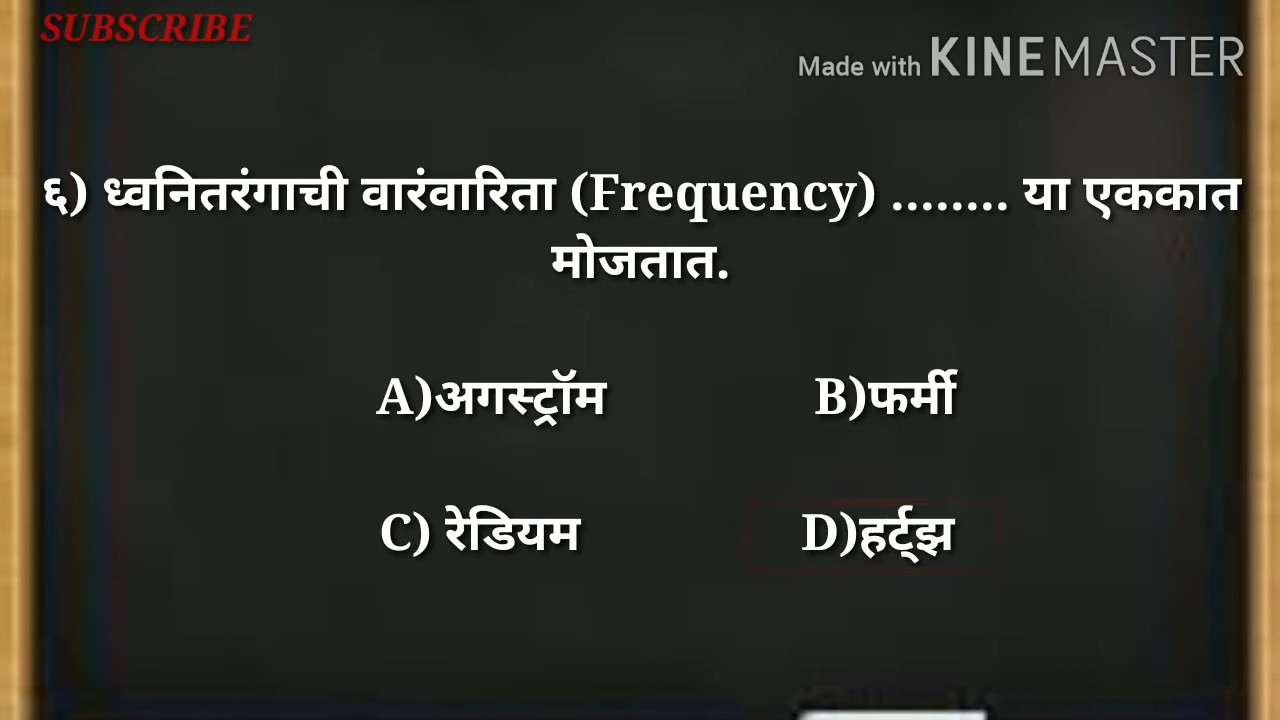 SUBSCRIBE
Made with KINEMASTER
६) ध्वनितरंगाची वारंवारिता (Frequency) ........ या एककात
मोजतात.
A)अगस्ट्रॉम B)फर्मी
C) रेडियम D)हर्ट्झ